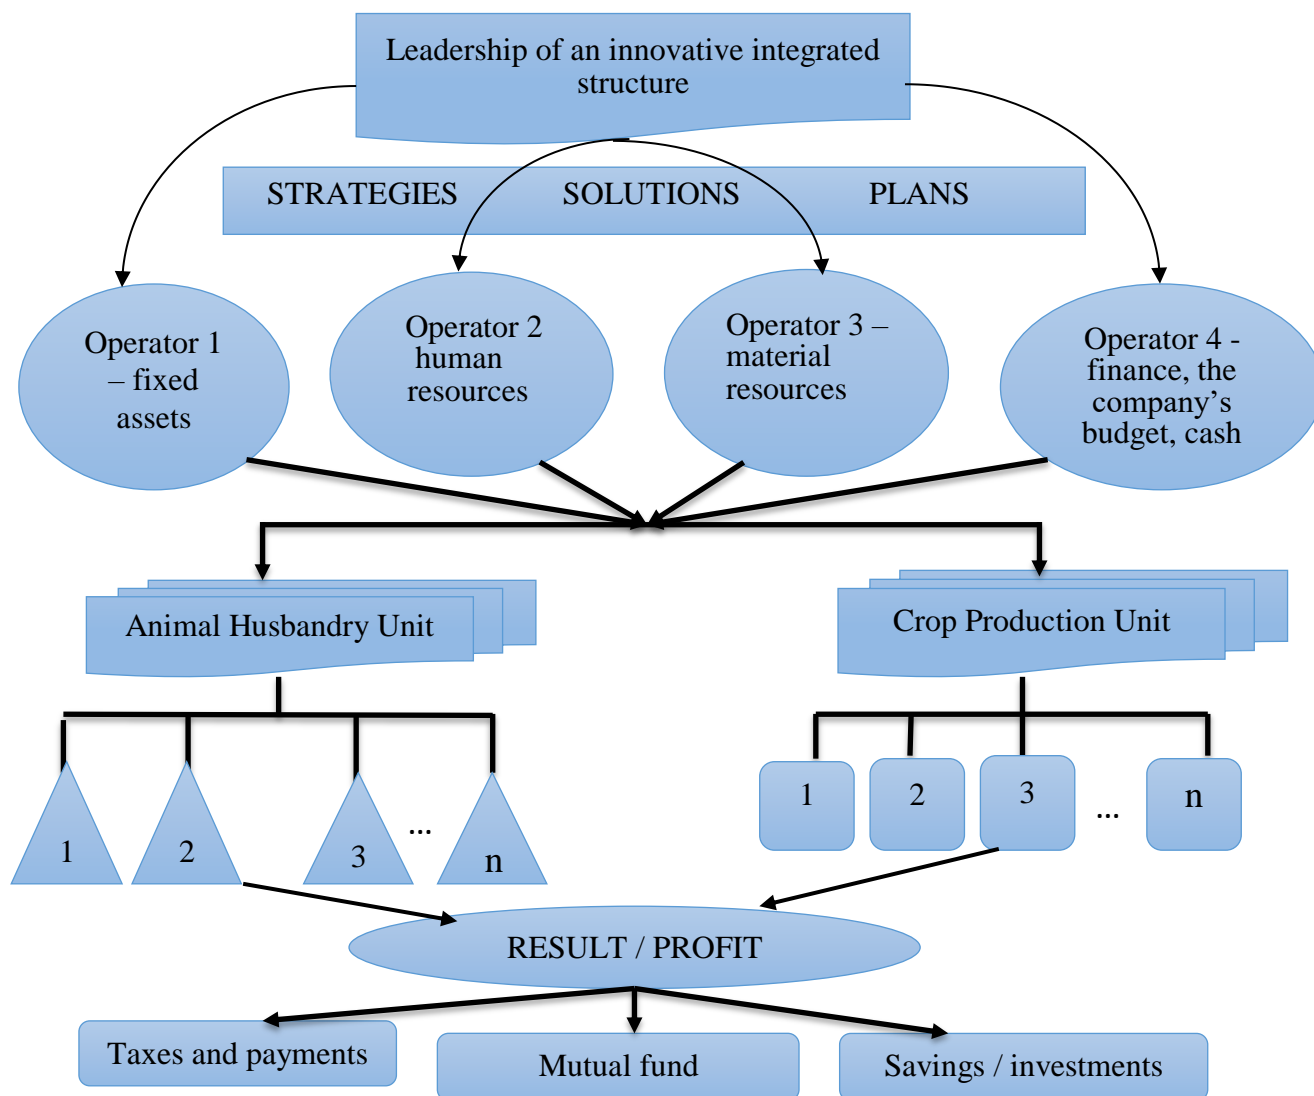 Leadership of an innovative integrated
structure
STRATEGIES SOLUTIONS PLANS
Operator 1
– fixed
assets
Operator 2
human
resources
Operator 3 –
material
resources
Operator 4 -
finance, the
company’s
budget, cash
Animal Husbandry Unit
Crop Production Unit
1 2 3 ... n
1 2 3 ... n
RESULT / PROFIT
Taxes and payments
Mutual fund
Savings / investments